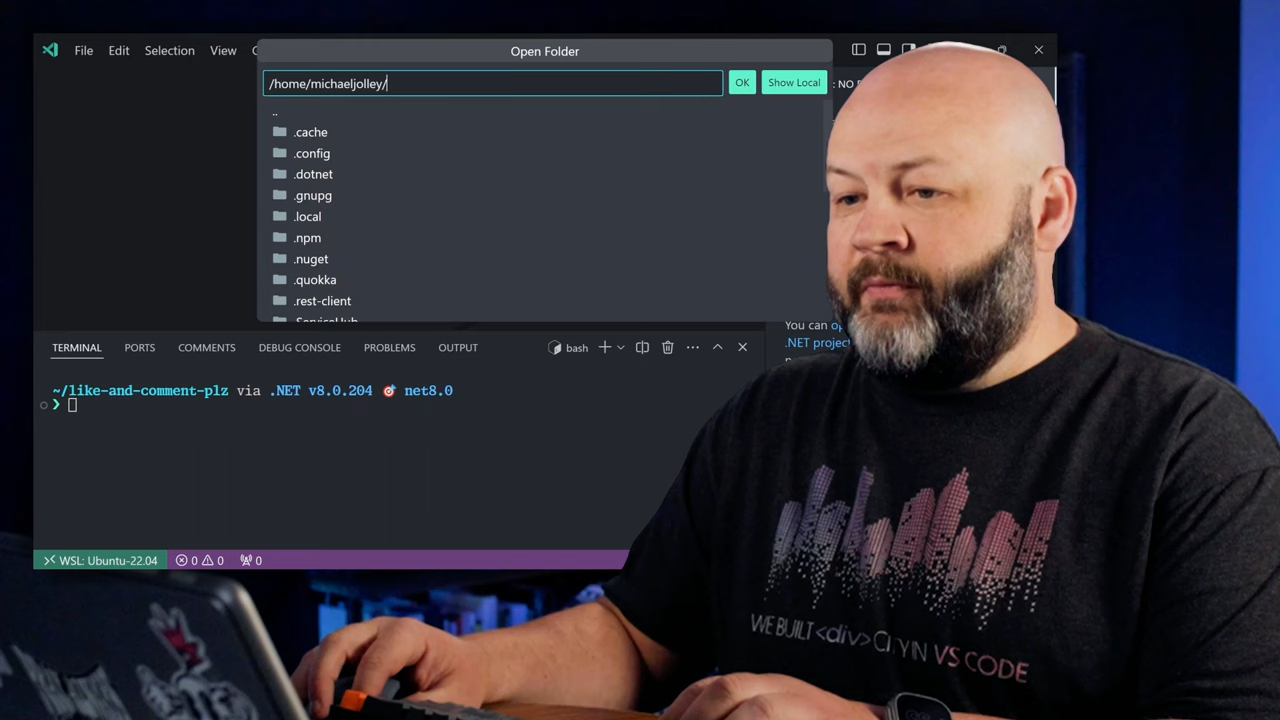 File Edit Selection View
Open Folder
/home/michaeljolley/
OK
Show Local
: NO
..
.cache
.config
.dotnet
.gnupg
.local
.npm
.nuget
.quokka
.rest-client
.ServiceHub
You can
.NET project
TERMINAL PORTS COMMENTS DEBUG CONSOLE PROBLEMS OUTPUT
bash
~/like-and-comment-plz via .NET v8.0.204 🎯 net8.0
❯
WSL: Ubuntu-22.04 0 0 0
WE BUILT <div> CITY IN VS CODE